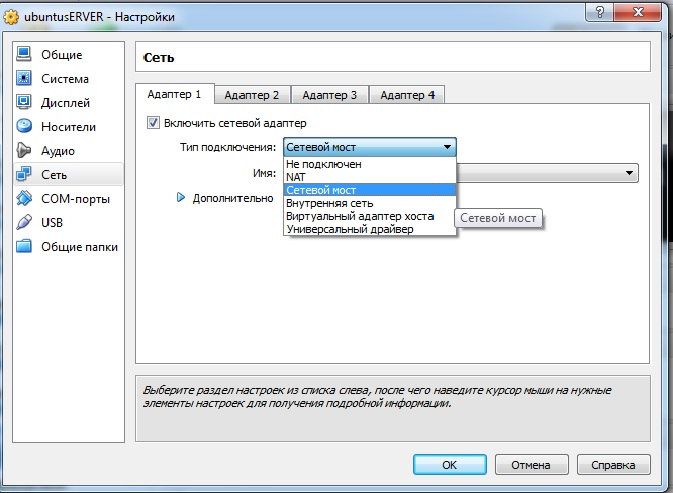 ubuntusERVER - Настройки
?
Общие
Система
Дисплей
Носители
Аудио
Сеть
COM-порты
USB
Общие папки
Сеть
Адаптер 1 Адаптер 2 Адаптер 3 Адаптер 4
Включить сетевой адаптер
Тип подключения: Сетевой мост
Не подключен
Имя:
NAT
Сетевой мост
Дополнительно
Внутренняя сеть
Виртуальный адаптер хоста
Сетевой мост
Универсальный драйвер
Выберите раздел настроек из списка слева, после чего наведите курсор мыши на нужные
элементы настроек для получения подробной информации.
OK Отмена Справка